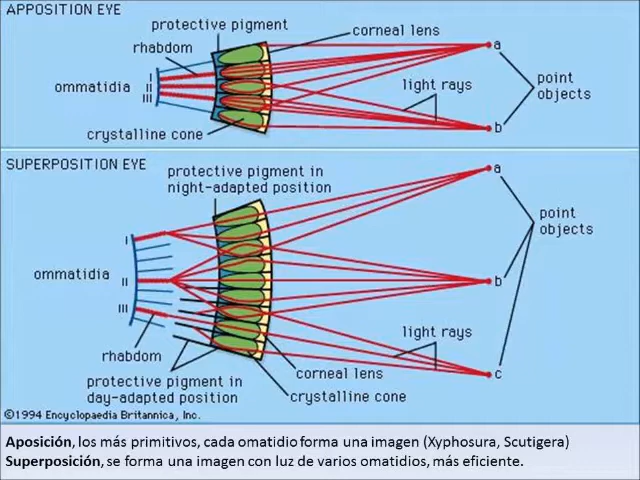 APPOSITION EYE
protective pigment
corneal lens
rhabdom
a
I
II
III
ommatidia
point
objects
light rays
b
crystalline cone
SUPERPOSITION EYE
protective pigment in
night-adapted position
a
point
objects
I
ommatidia
II
b
III
light rays
rhabdom
c
corneal lens
protective pigment in
day-adapted position
crystalline cone
©1994 Encyclopaedia Britannica, Inc.
Aposición, los más primitivos, cada omatidio forma una imagen (Xyphosura, Scutigera)
Superposición, se forma una imagen con luz de varios omatidios, más eficiente.